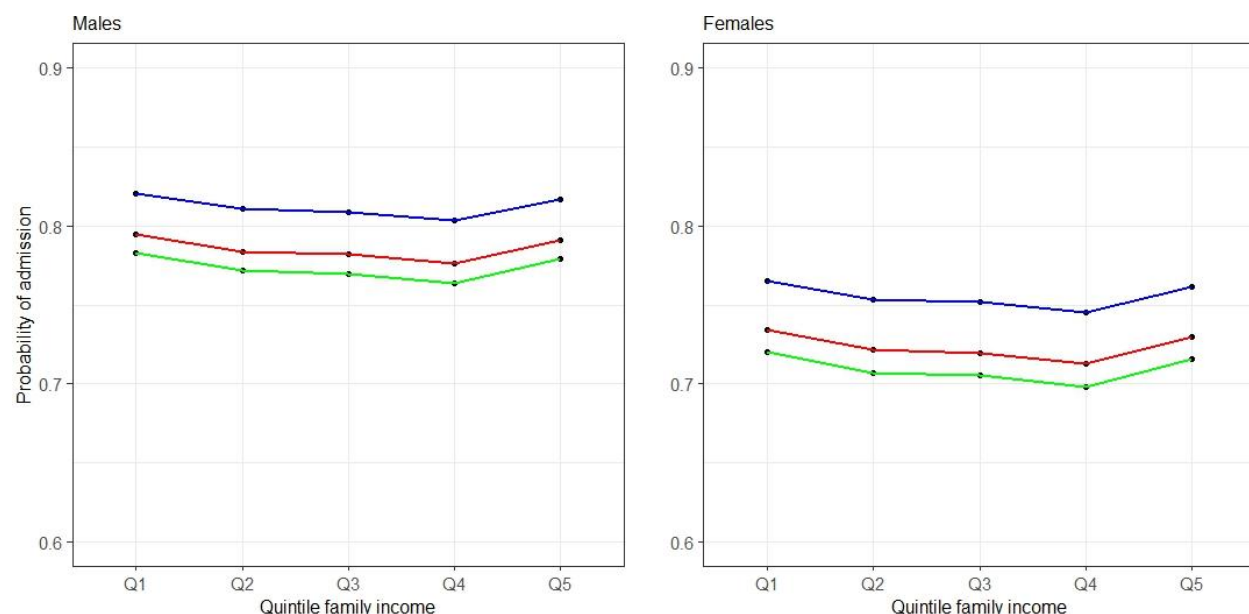 Males
Females
Probability of admission
0.9
0.8
0.7
0.6
Q1 Q2 Q3 Q4 Q5
Quintile family income
0.9
0.8
0.7
0.6
Q1 Q2 Q3 Q4 Q5
Quintile family income